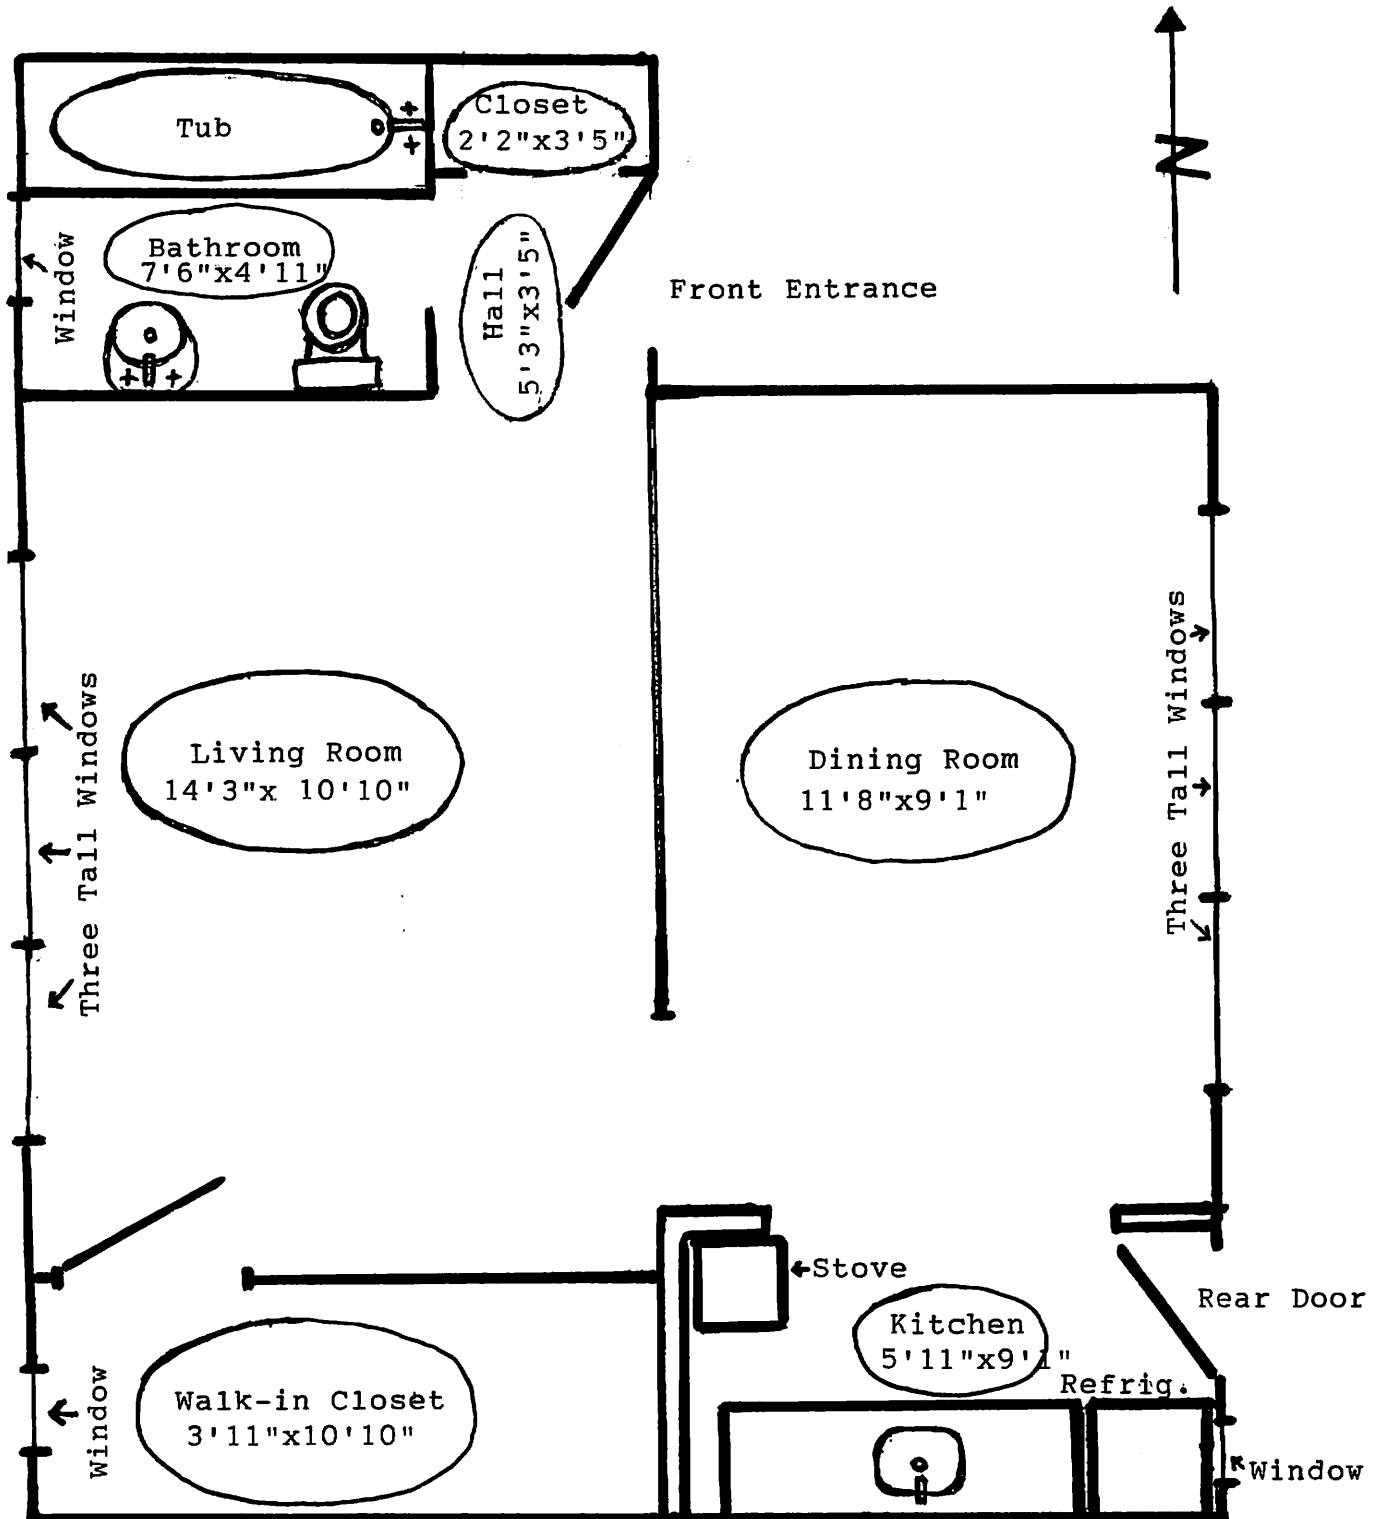 N
Tub
Closet
2'2"x3'5"
Bathroom
7'6"x4'11"
Window
Hall
5'3"x3'5"
Front Entrance
Three Tall Windows
Living Room
14'3"x 10'10"
Dining Room
11'8"x9'1"
Three Tall Windows
Stove
Rear Door
Kitchen
5'11"x9'1"
Refrig.
Walk-in Closet
3'11"x10'10"
Window
Window